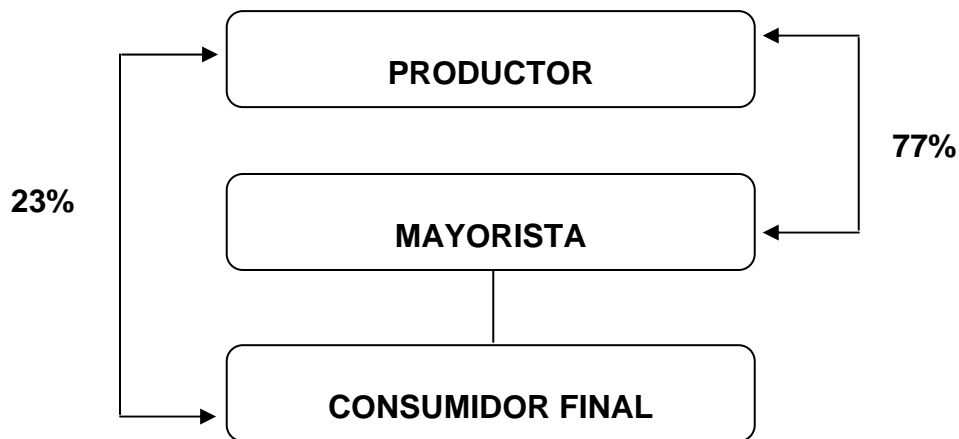 PRODUCTOR
77%
23%
MAYORISTA
CONSUMIDOR FINAL